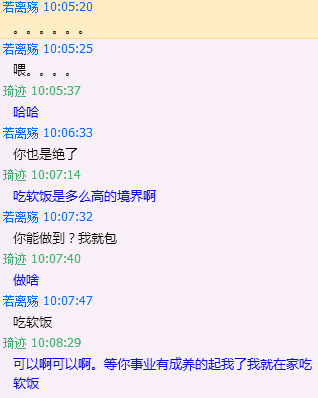 若离殇 10:05:20
。。。。。。
若离殇 10:05:25
喂。。。。
琦迹 10:05:37
哈哈
若离殇 10:06:33
你也是绝了
琦迹 10:07:14
吃软饭是多么高的境界啊
若离殇 10:07:32
你能做到？我就包
琦迹 10:07:40
做啥
若离殇 10:07:47
吃软饭
琦迹 10:08:29
可以啊可以啊。等你事业有成养的起我了我就在家吃
软饭